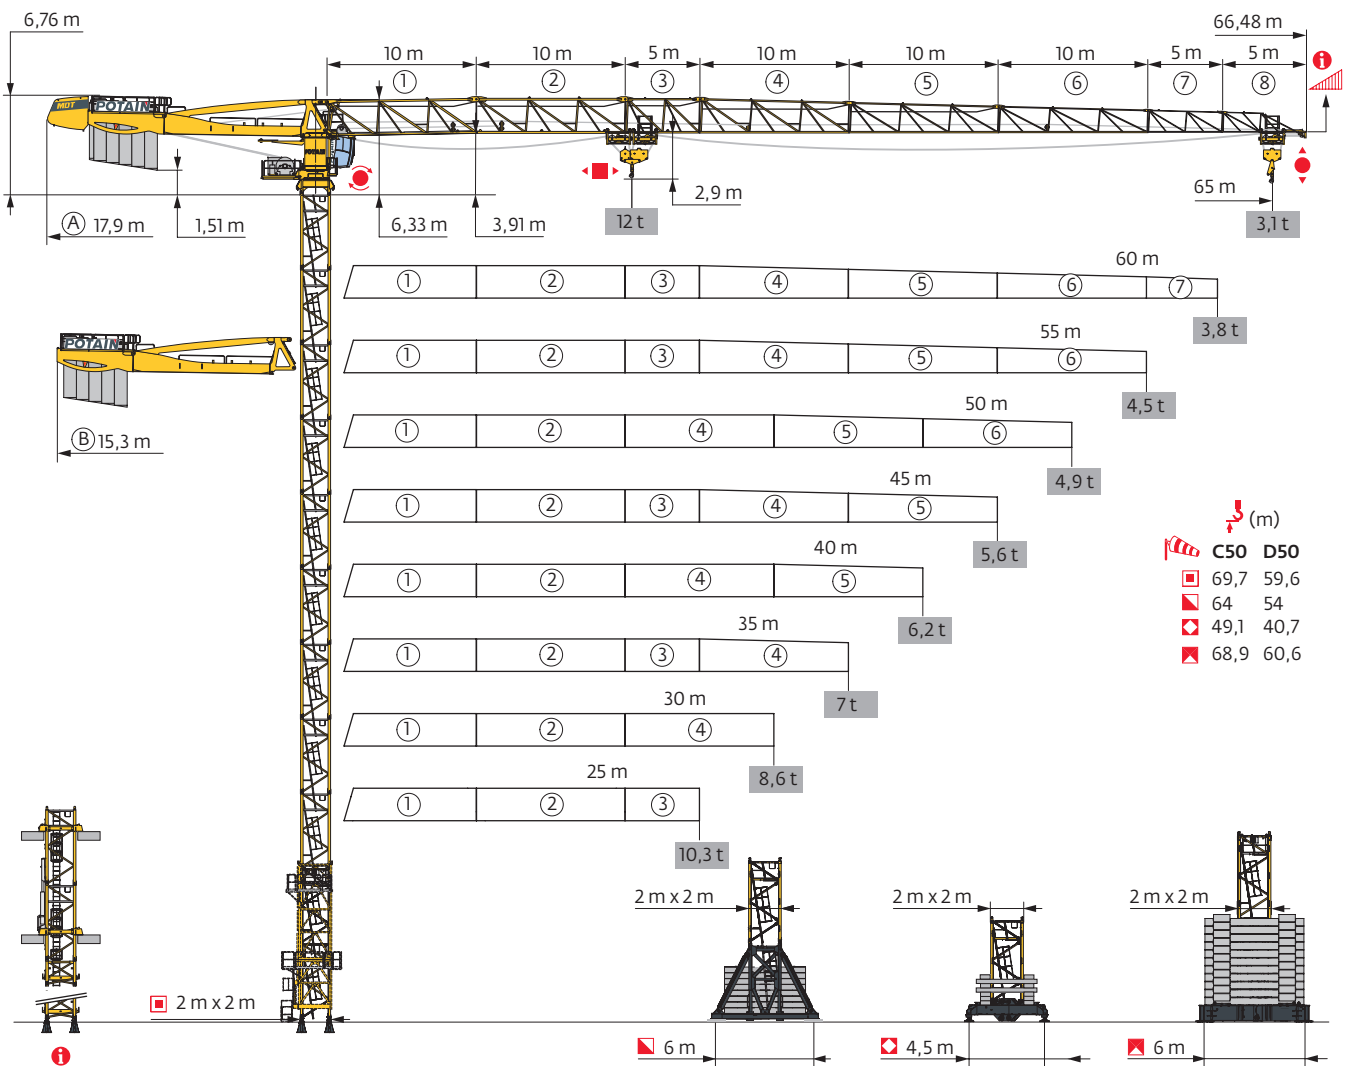 6,76 m
66,48 m
10 m 10 m 5 m 10 m 10 m 10 m 5 m 5 m
1 2 3 4 5 6 7 8
i
MDT POTAIN
POTAIN
A 17,9 m
1,51 m
6,33 m
3,91 m
2,9 m
12 t
65 m
3,1 t
60 m
1 2 3 4 5 6 7
3,8 t
POTAIN
B 15,3 m
55 m
1 2 3 4 5 6
4,5 t
50 m
1 2 4 5 6
4,9 t
45 m
1 2 3 4 5
5,6 t
40 m
1 2 4 5
6,2 t
35 m
1 2 3 4
7 t
30 m
1 2 4
8,6 t
25 m
1 2 3
10,3 t
(m)
C50 D50
69,7 59,6
64 54
49,1 40,7
68,9 60,6
2 m x 2 m
2 m x 2 m
2 m x 2 m
2 m x 2 m
i
6 m
4,5 m
6 m